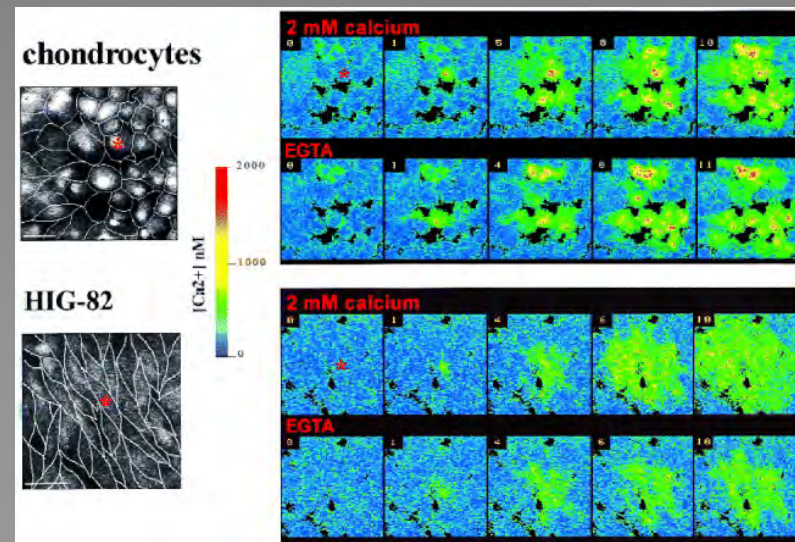 chondrocytes
2 mM calcium
0 1 5 8 10
EGTA
0 1 4 6 11
2000
1000
0
[Ca2+] nM
HIG-82
2 mM calcium
0 1 4 6 10
EGTA
0 1 4 6 10